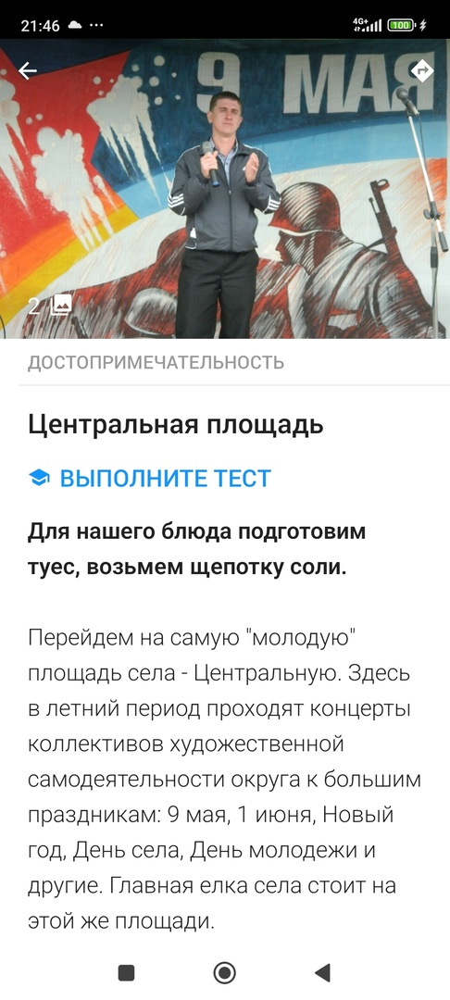 21:46
4G+
100
9 МАЯ
2
ДОСТОПРИМЕЧАТЕЛЬНОСТЬ
Центральная площадь
ВЫПОЛНИТЕ ТЕСТ
Для нашего блюда подготовим
туес, возьмем щепотку соли.
Перейдем на самую "молодую"
площадь села - Центральную. Здесь
в летний период проходят концерты
коллективов художественной
самодеятельности округа к большим
праздникам: 9 мая, 1 июня, Новый
год, День села, День молодежи и
другие. Главная елка села стоит на
этой же площади.